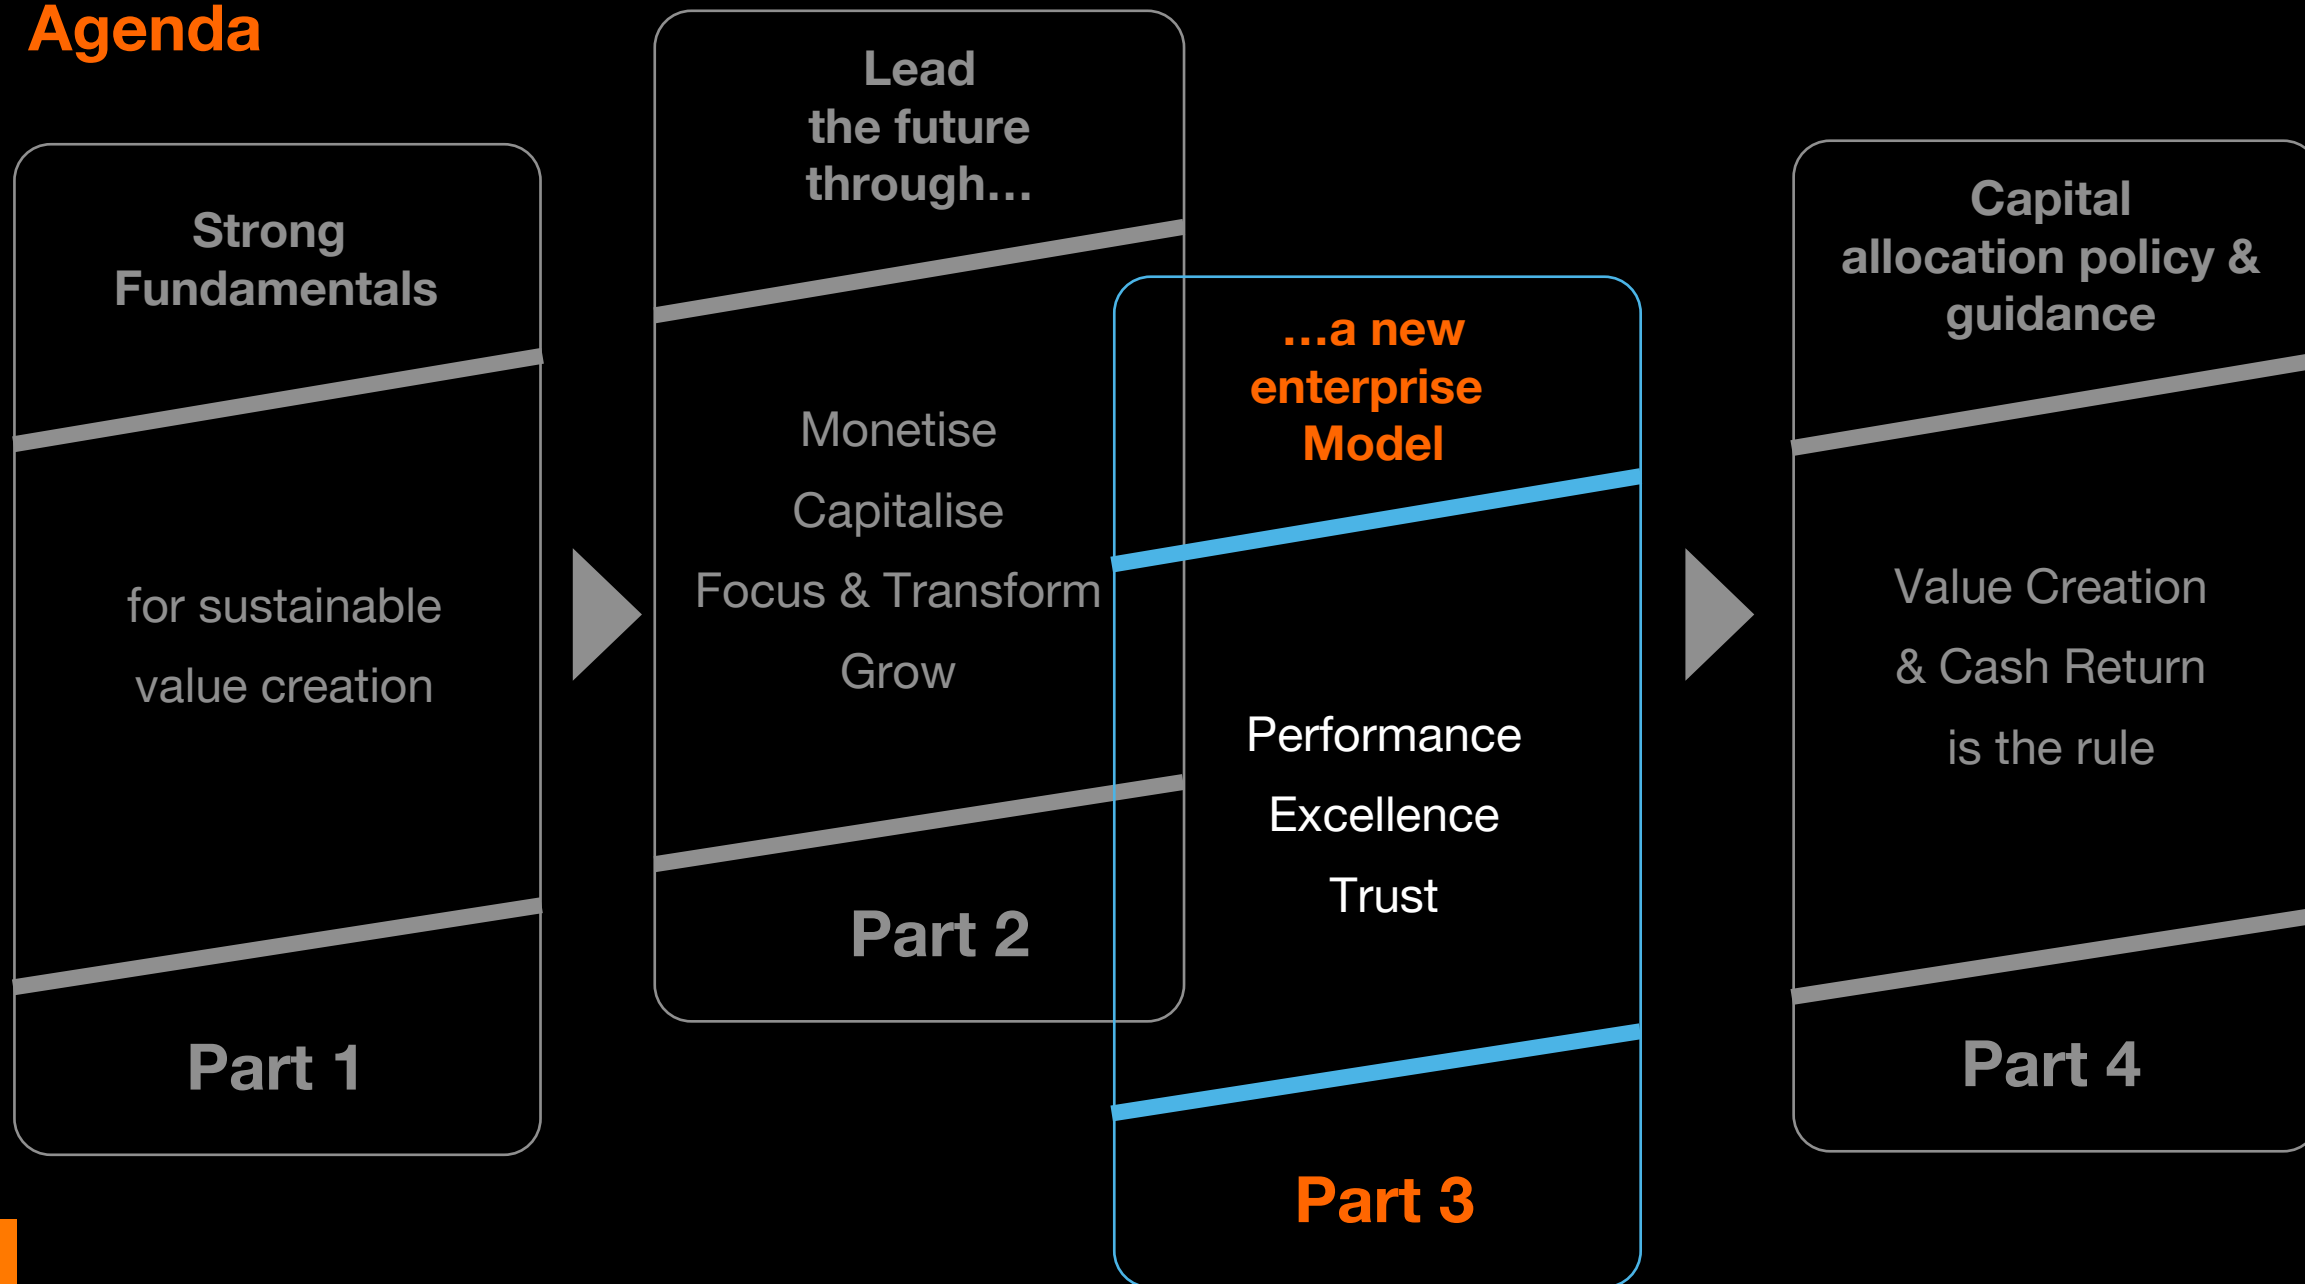 Agenda
Strong
Fundamentals
for sustainable
value creation
Part 1
Lead
the future
through…
Monetise
Capitalise
Focus & Transform
Grow
Part 2
…a new
enterprise
Model
Performance
Excellence
Trust
Part 3
Capital
allocation policy &
guidance
Value Creation
& Cash Return
is the rule
Part 4